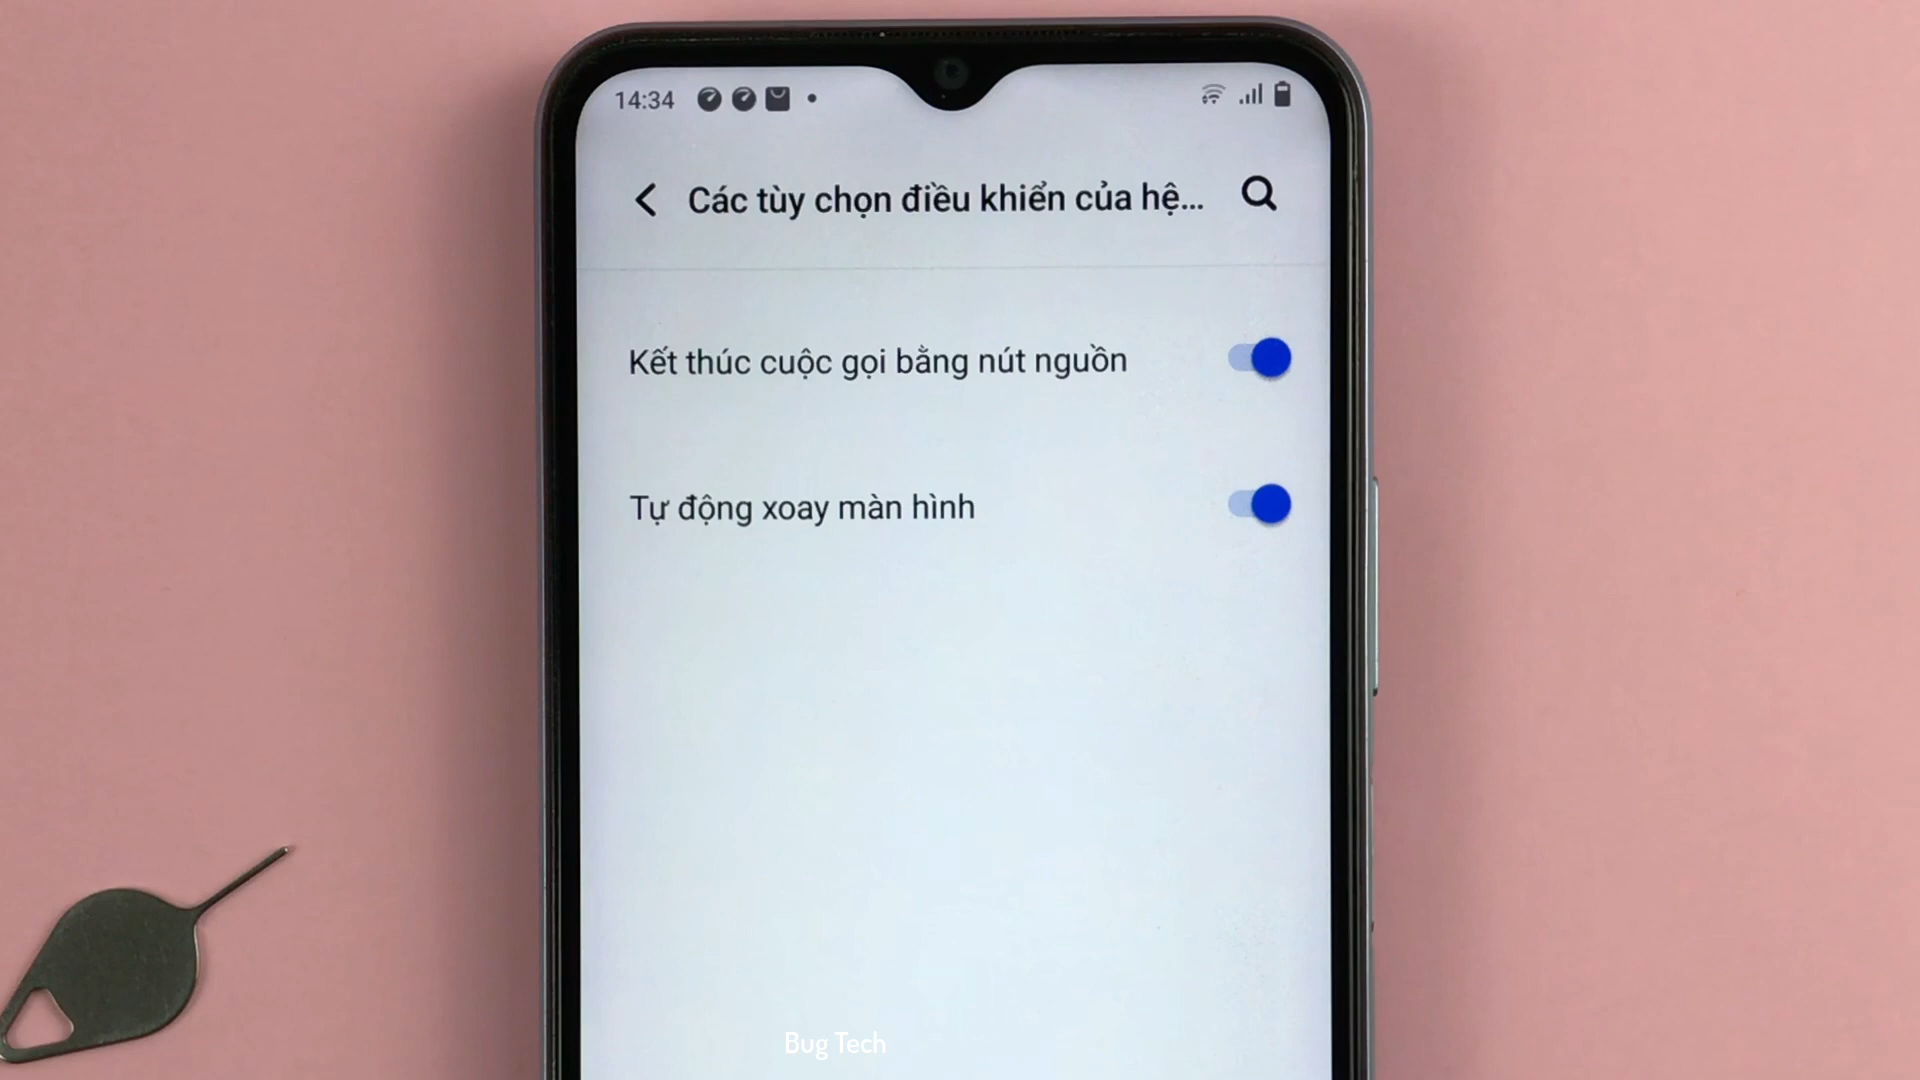 14:34
Các tùy chọn điều khiển của hệ...
Kết thúc cuộc gọi bằng nút nguồn
Tự động xoay màn hình
Bug Tech